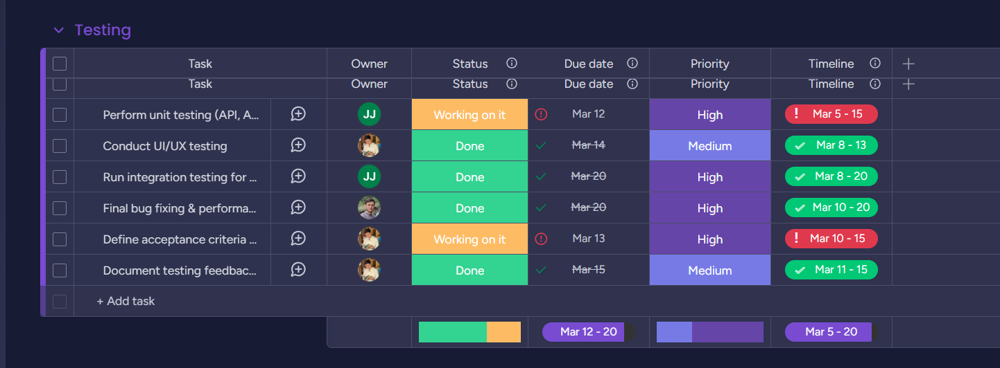 Testing
Task Owner Status Due date Priority Timeline
Task Owner Status Due date Priority Timeline
Perform unit testing (API, A... JJ Working on it Mar 12 High ! Mar 5 - 15
Conduct UI/UX testing Done Mar 14 Medium Mar 8 - 13
Run integration testing for ... JJ Done Mar 20 High Mar 8 - 20
Final bug fixing & performa... Done Mar 20 High Mar 10 - 20
Define acceptance criteria ... Working on it Mar 13 High ! Mar 10 - 15
Document testing feedbac... Done Mar 15 Medium Mar 11 - 15
+ Add task
Mar 12 - 20 Mar 5 - 20